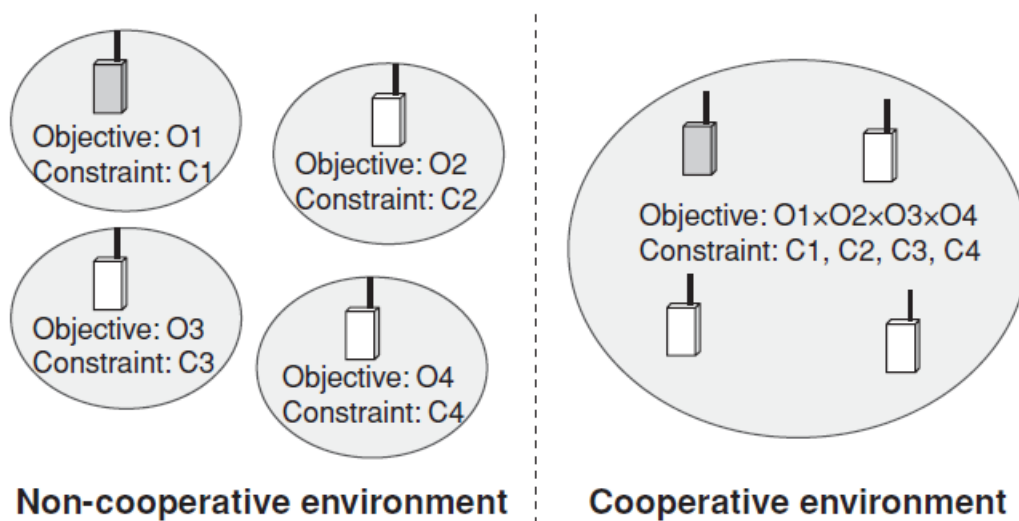 Objective: O1
Constraint: C1
Objective: O2
Constraint: C2
Objective: O3
Constraint: C3
Objective: O4
Constraint: C4
Non-cooperative environment
Objective: O1×O2×O3×O4
Constraint: C1, C2, C3, C4
Cooperative environment